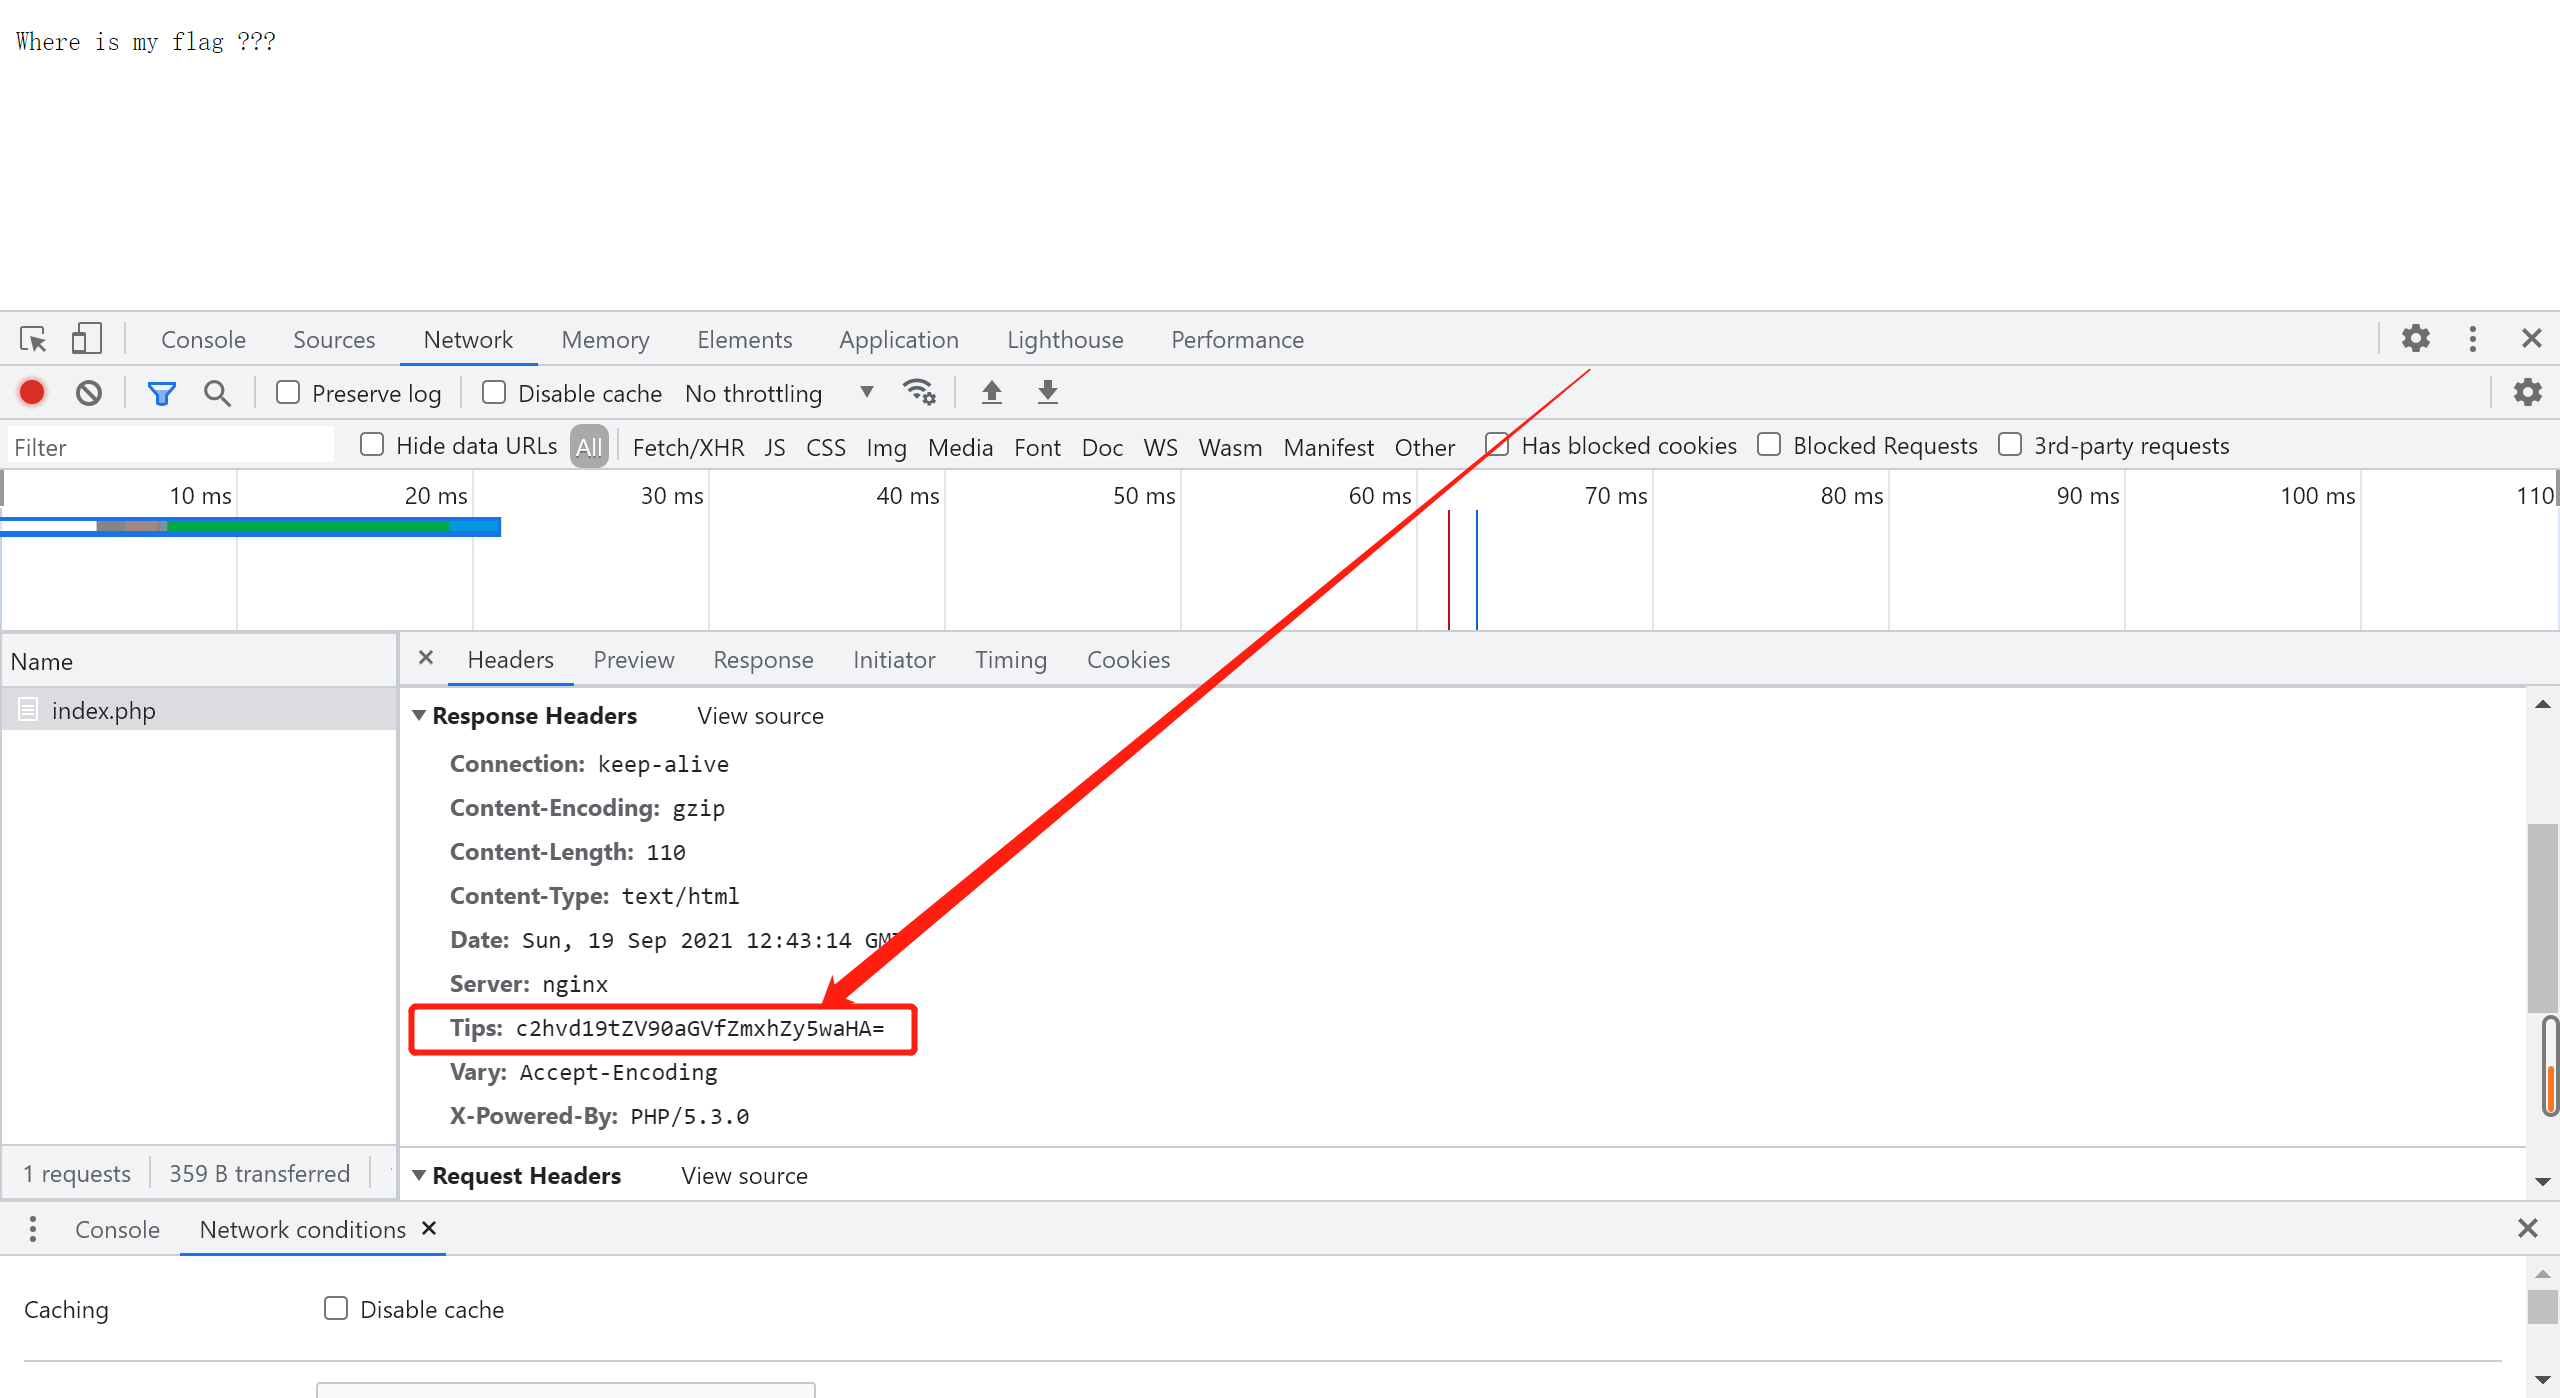 Where is my flag ???
Console Sources Network Memory Elements Application Lighthouse Performance
Preserve log Disable cache No throttling
Filter Hide data URLs All Fetch/XHR JS CSS Img Media Font Doc WS Wasm Manifest Other Has blocked cookies Blocked Requests 3rd-party requests
10 ms 20 ms 30 ms 40 ms 50 ms 60 ms 70 ms 80 ms 90 ms 100 ms 110
Name
Headers Preview Response Initiator Timing Cookies
index.php
Response Headers View source
Connection: keep-alive
Content-Encoding: gzip
Content-Length: 110
Content-Type: text/html
Date: Sun, 19 Sep 2021 12:43:14 GMT
Server: nginx
Tips: c2hvd19tZV90aGVfZmxhZy5waHA=
Vary: Accept-Encoding
X-Powered-By: PHP/5.3.0
1 requests 359 B transferred
Request Headers View source
Console Network conditions
Caching Disable cache